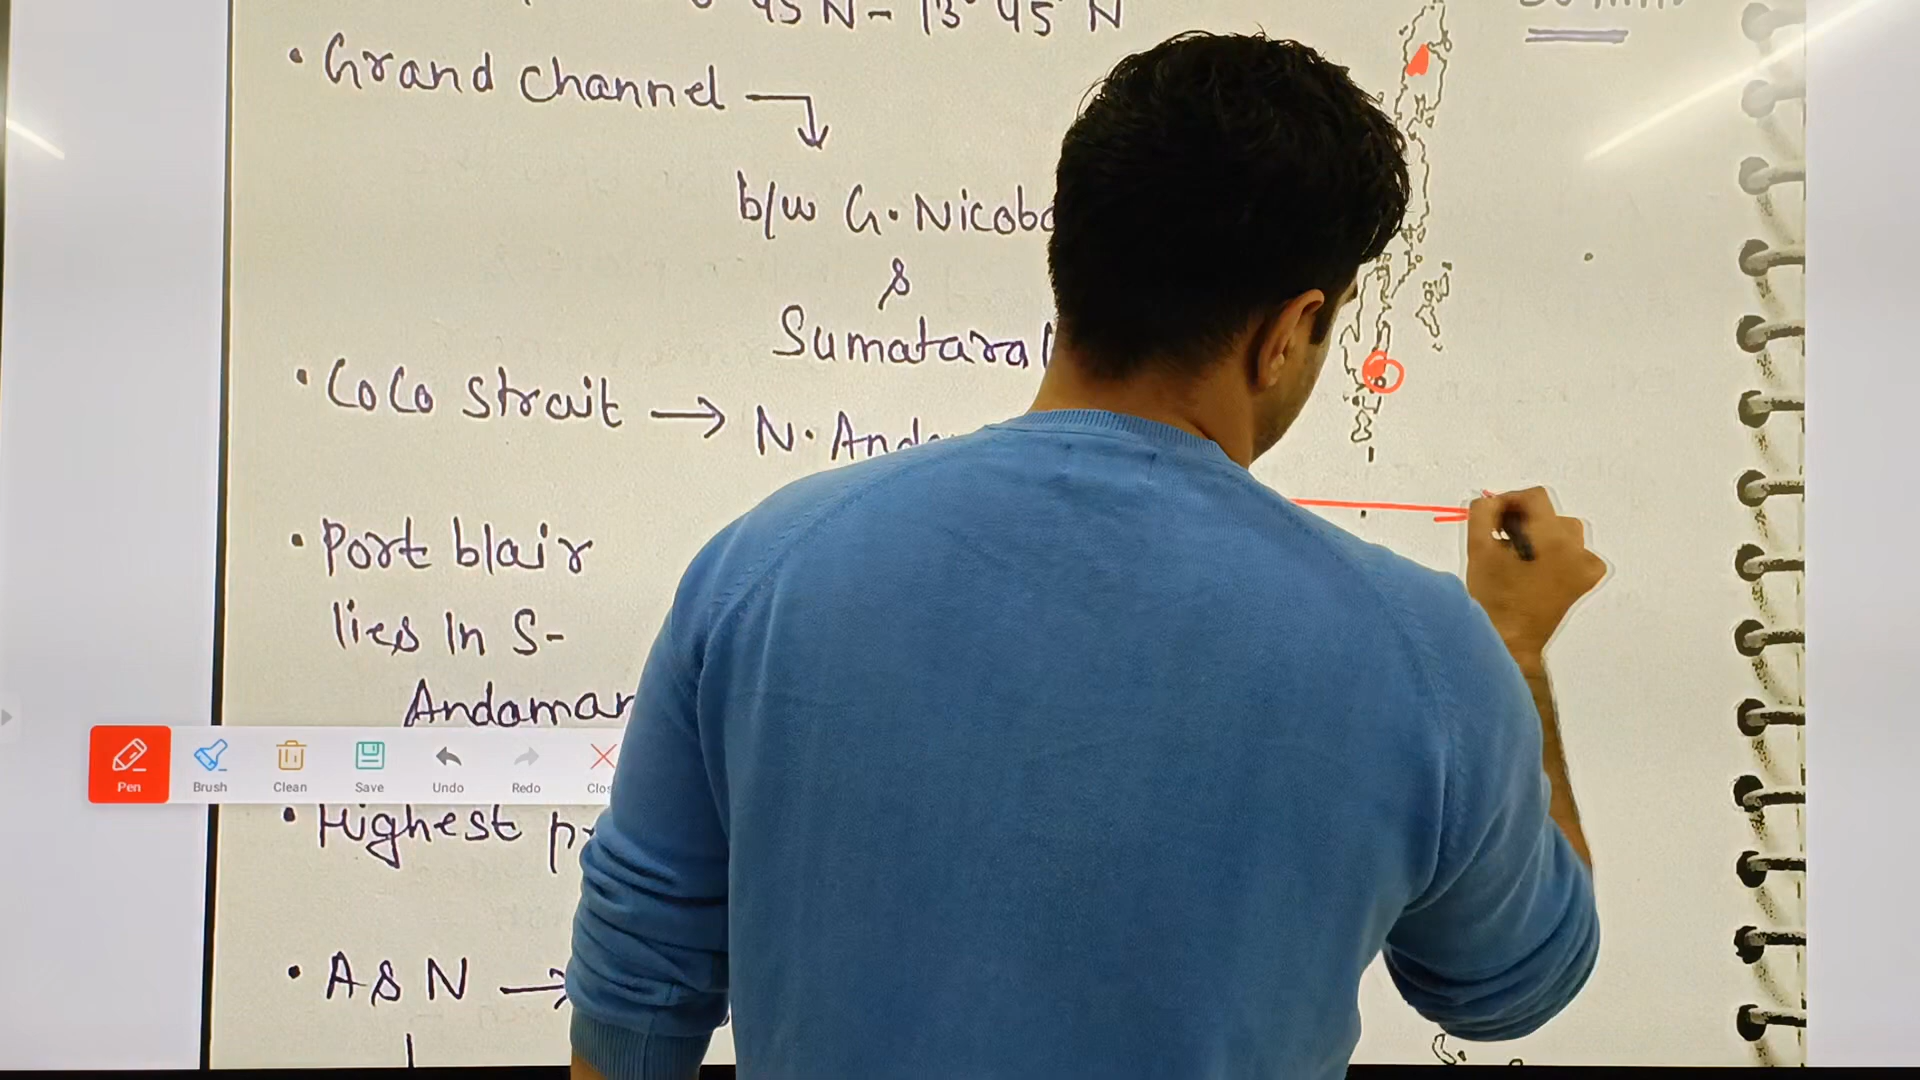 45' N - 13° 45' N
• Grand channel
b/w G. Nicoba
&
Sumatara
• CoCo strait → N. Anda
• Port blair
lies In S-
Andaman
Pen Brush Clean Save Undo Redo Clos
• Highest p
• A & N →